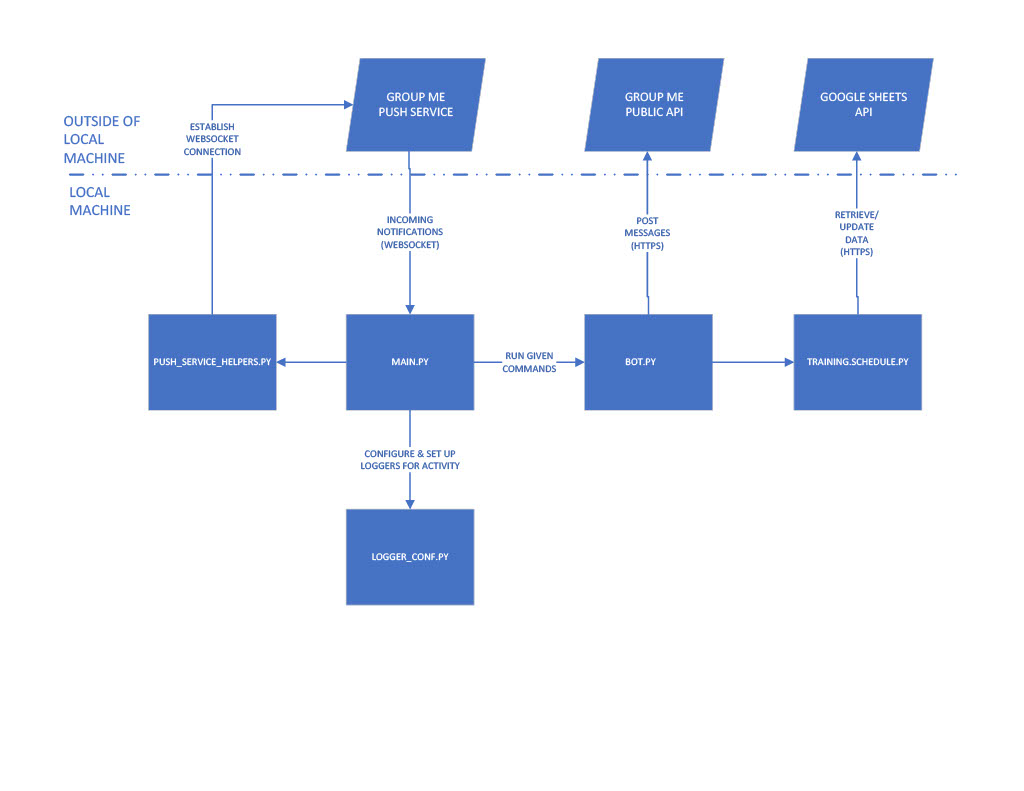 GROUP ME
PUSH SERVICE
GROUP ME
PUBLIC API
GOOGLE SHEETS
API
OUTSIDE OF
LOCAL
MACHINE
ESTABLISH
WEBSOCKET
CONNECTION
LOCAL
MACHINE
INCOMING
NOTIFICATIONS
(WEBSOCKET)
POST
MESSAGES
(HTTPS)
RETRIEVE/
UPDATE
DATA
(HTTPS)
PUSH_SERVICE_HELPERS.PY
MAIN.PY
RUN GIVEN
COMMANDS
BOT.PY
TRAINING.SCHEDULE.PY
CONFIGURE & SET UP
LOGGERS FOR ACTIVITY
LOGGER_CONF.PY